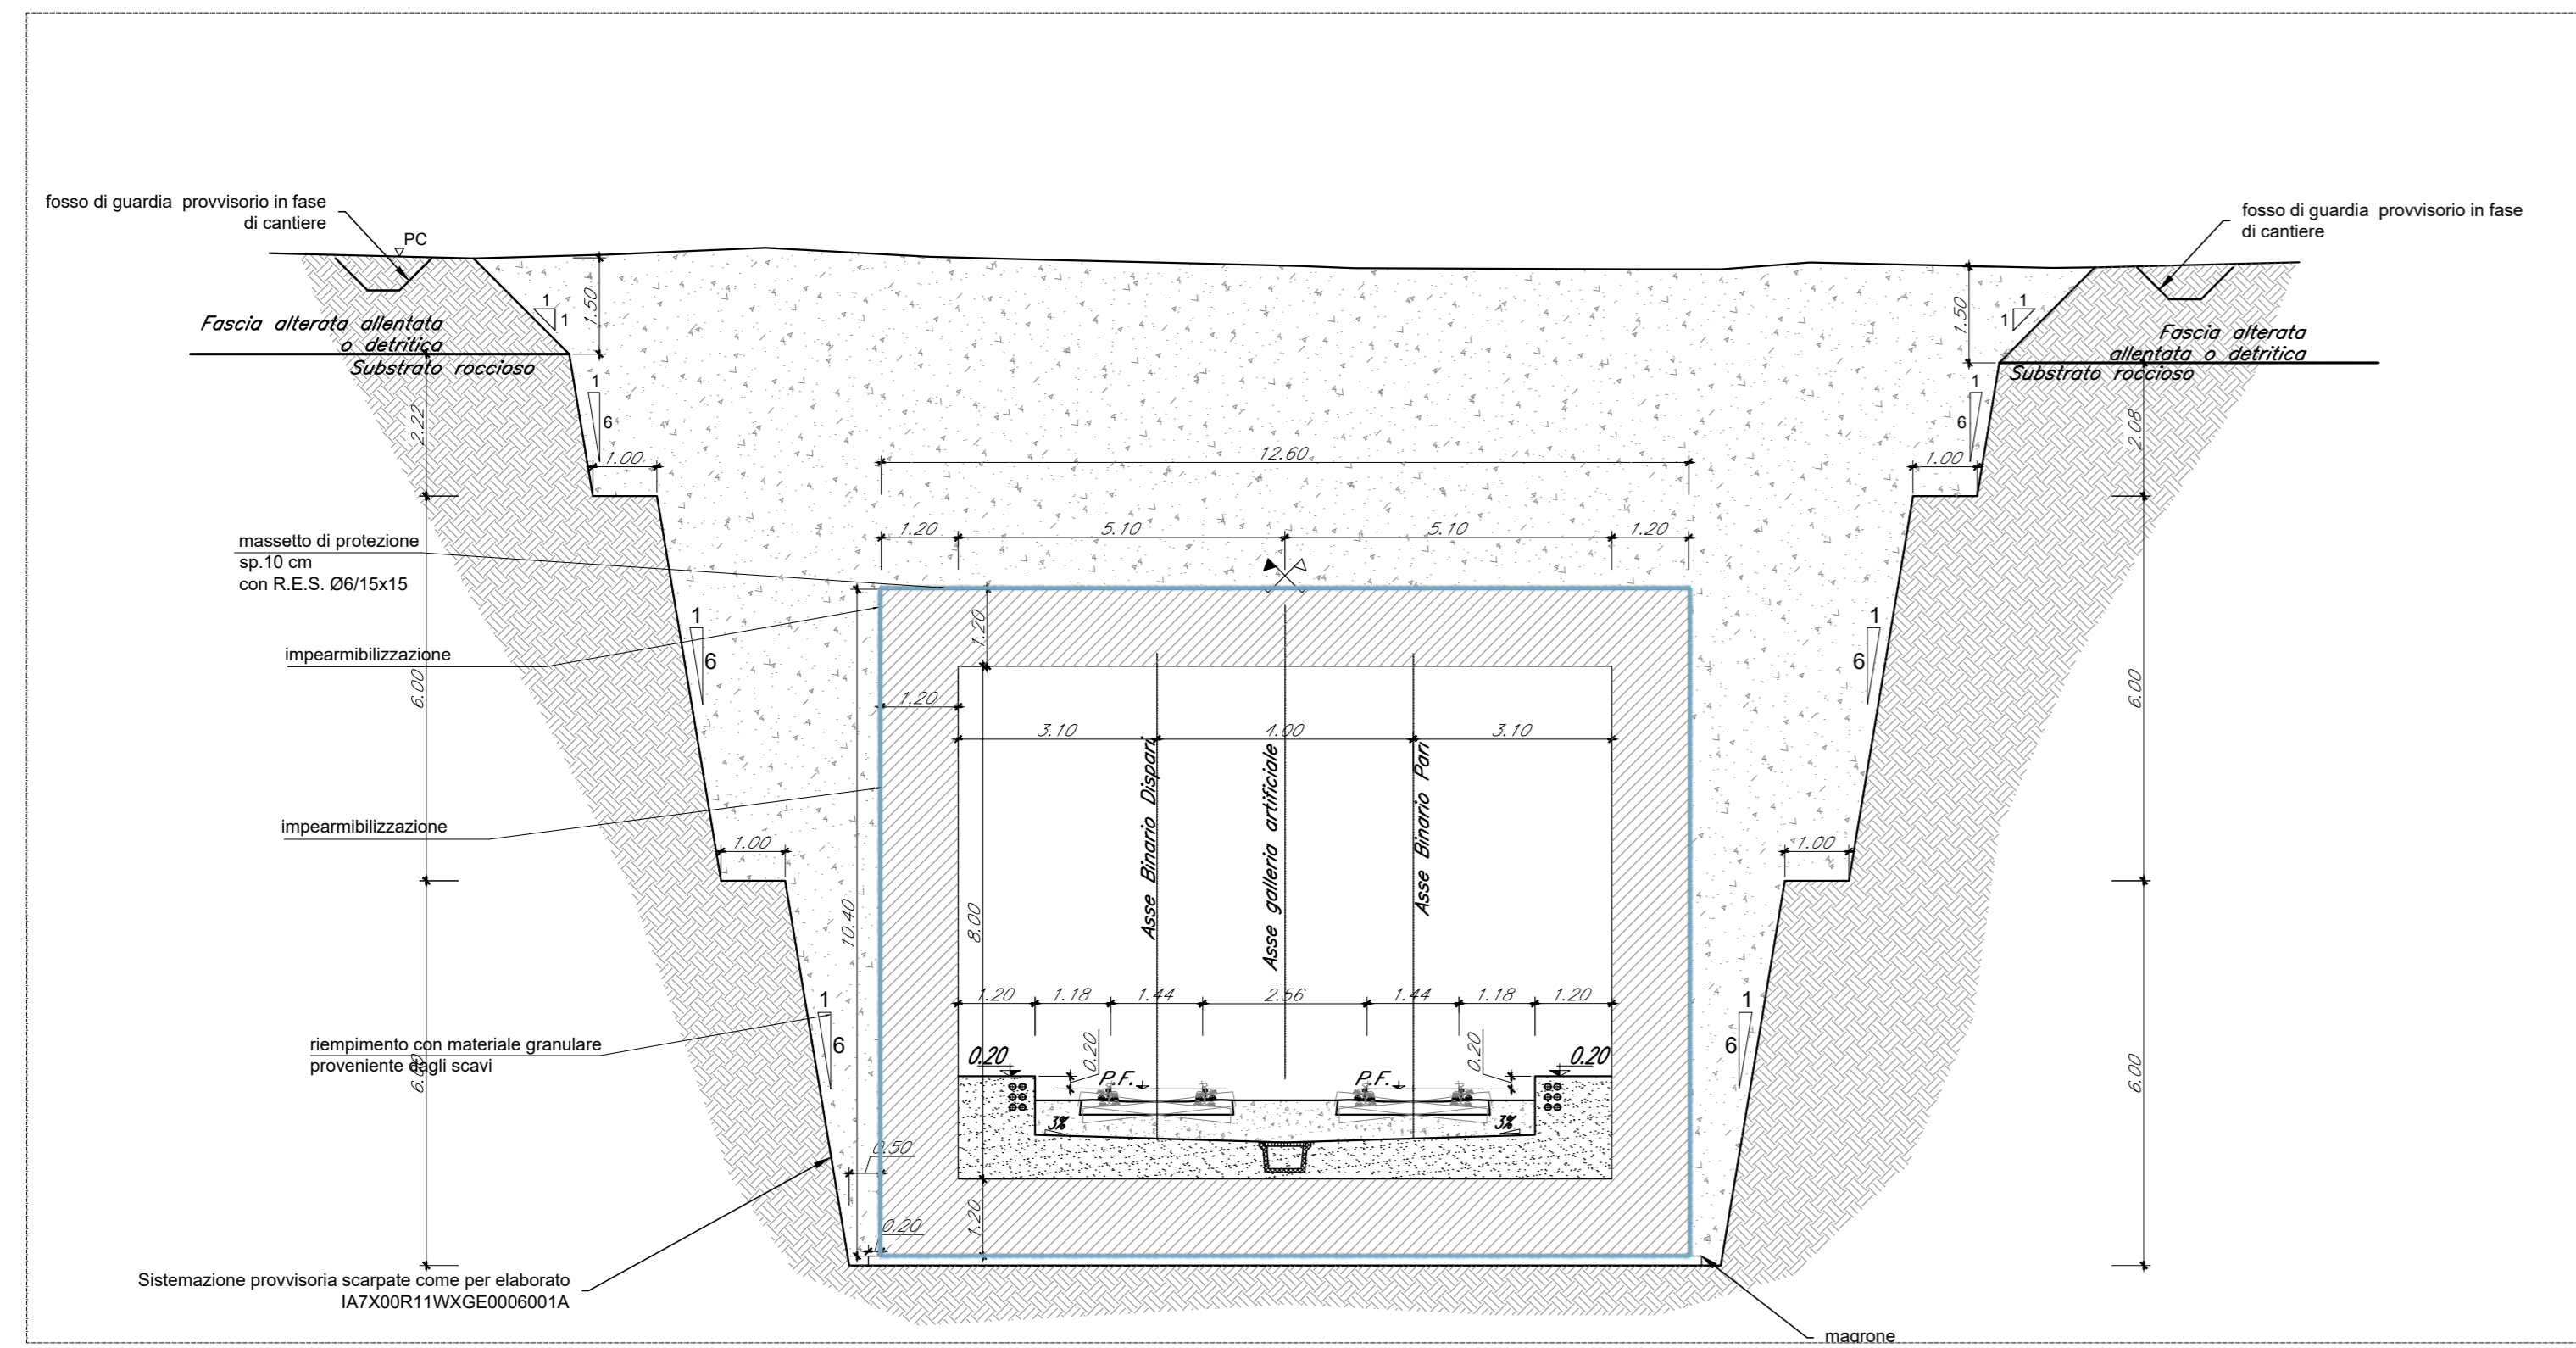 fosso di guardia provvisorio in fase
di cantiere
PC
fosso di guardia provvisorio in fase
di cantiere
1
1
1.50
1.50
1
1
Fascia alterata allentata
o detritica
Substrato roccioso
Fascia alterata
allentata o detritica
Substrato roccioso
1
6
2.22
1.00
12.60
1.00
1
6
2.08
massetto di protezione
sp.10 cm
con R.E.S. Ø6/15x15
1.20
5.10
5.10
1.20
1.20
impearmibilizzazione
1
6
6.00
1
6
6.00
1.20
3.10
4.00
3.10
Asse Binario Dispari
Asse galleria artificiale
Asse Binario Pari
impearmibilizzazione
1.00
1.00
10.40
8.00
1.20
1.18
1.44
2.56
1.44
1.18
1.20
1
6
1
6
riempimento con materiale granulare
proveniente dagli scavi
6.00
6.00
0.20
0.20
P.F.
P.F.
0.20
0.20
3%
3%
0.50
0.20
1.20
Sistemazione provvisoria scarpate come per elaborato
IA7X00R11WXGE0006001A
magrone